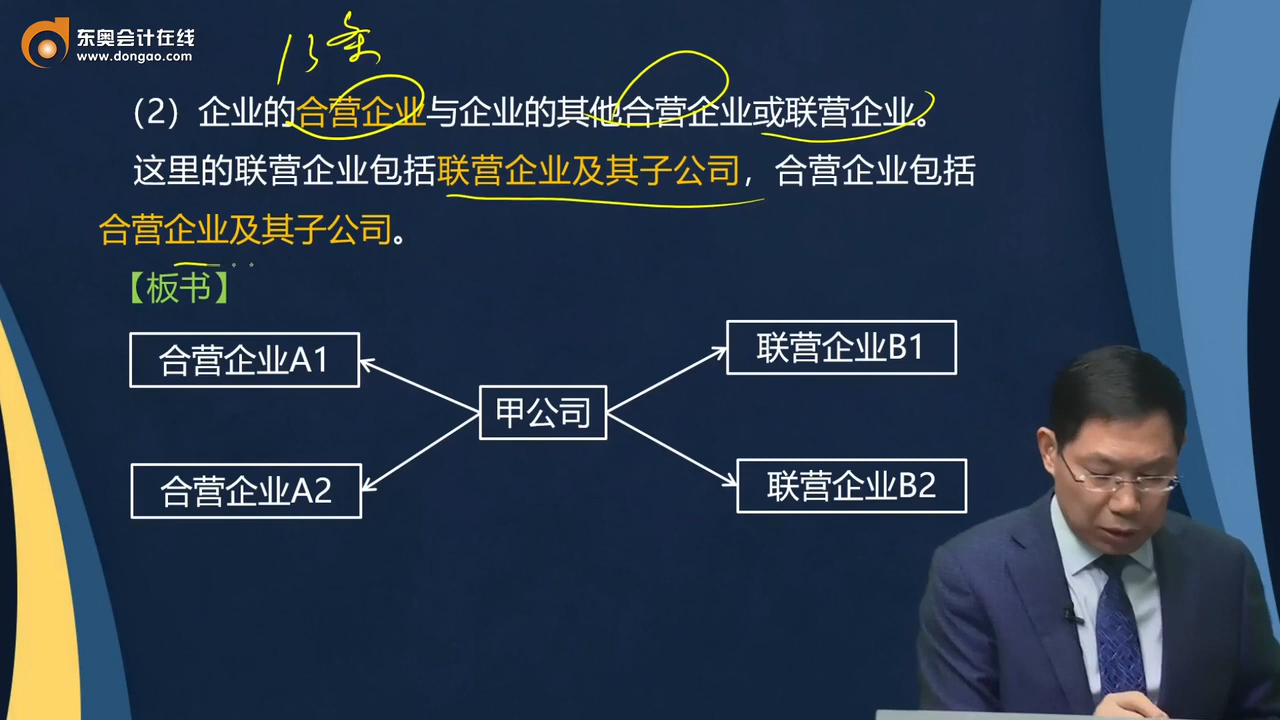 东奥会计在线
www.dongao.com
13条
（2）企业的合营企业与企业的其他合营企业或联营企业。
这里的联营企业包括联营企业及其子公司，合营企业包括
合营企业及其子公司。
【板书】
合营企业A1
联营企业B1
甲公司
合营企业A2
联营企业B2